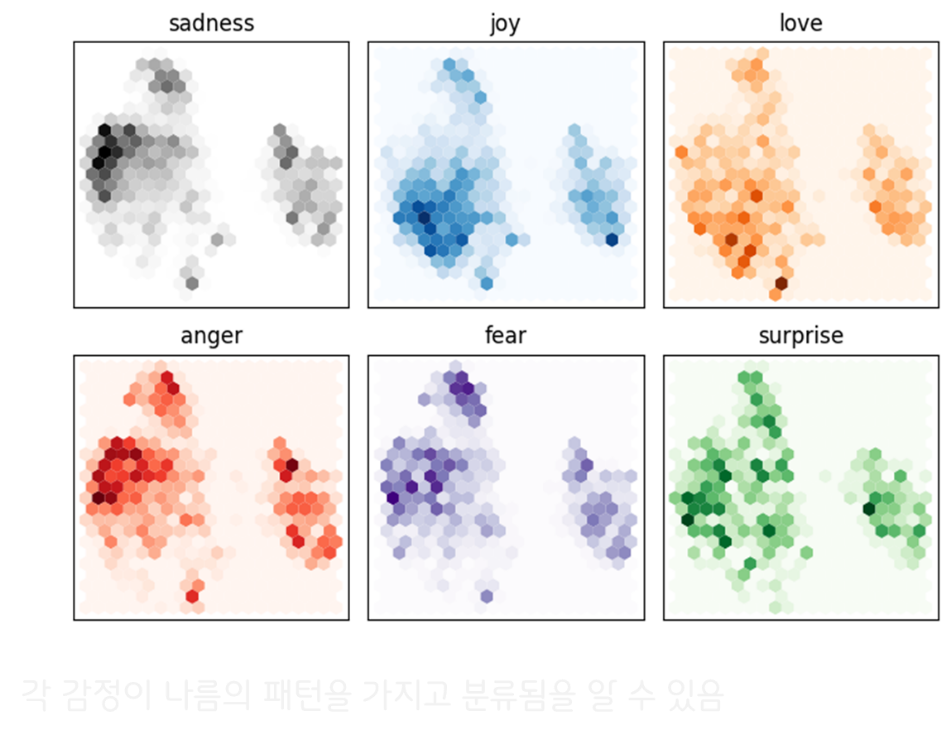 sadness joy love
anger fear surprise
각 감정이 나름의 패턴을 가지고 분류됨을 알 수 있음